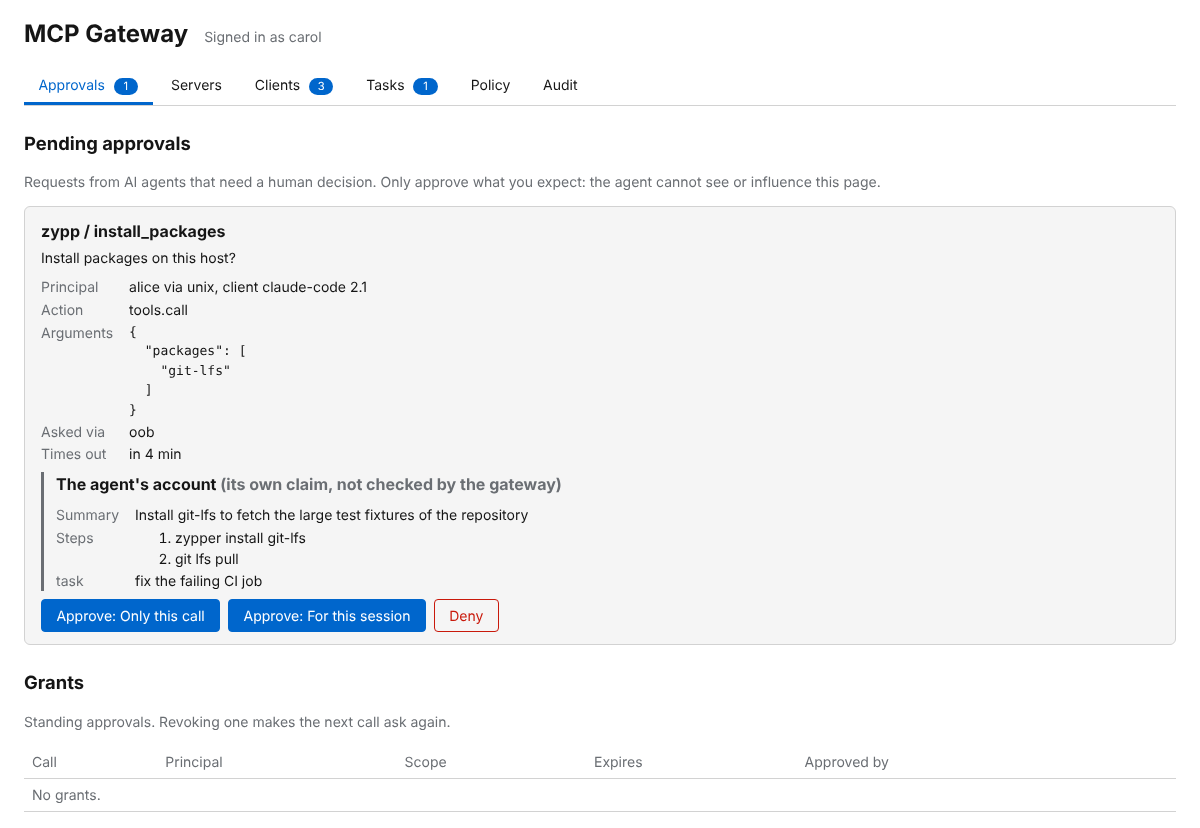 MCP Gateway Signed in as carol
Approvals 1 Servers Clients 3 Tasks 1 Policy Audit
Pending approvals
Requests from AI agents that need a human decision. Only approve what you expect: the agent cannot see or influence this page.
zypp / install_packages
Install packages on this host?
Principal alice via unix, client claude-code 2.1
Action tools.call
Arguments {
"packages": [
"git-lfs"
]
}
Asked via oob
Times out in 4 min
The agent's account (its own claim, not checked by the gateway)
Summary Install git-lfs to fetch the large test fixtures of the repository
Steps 1. zypper install git-lfs
2. git lfs pull
task fix the failing CI job
Approve: Only this call Approve: For this session Deny
Grants
Standing approvals. Revoking one makes the next call ask again.
Call Principal Scope Expires Approved by
No grants.